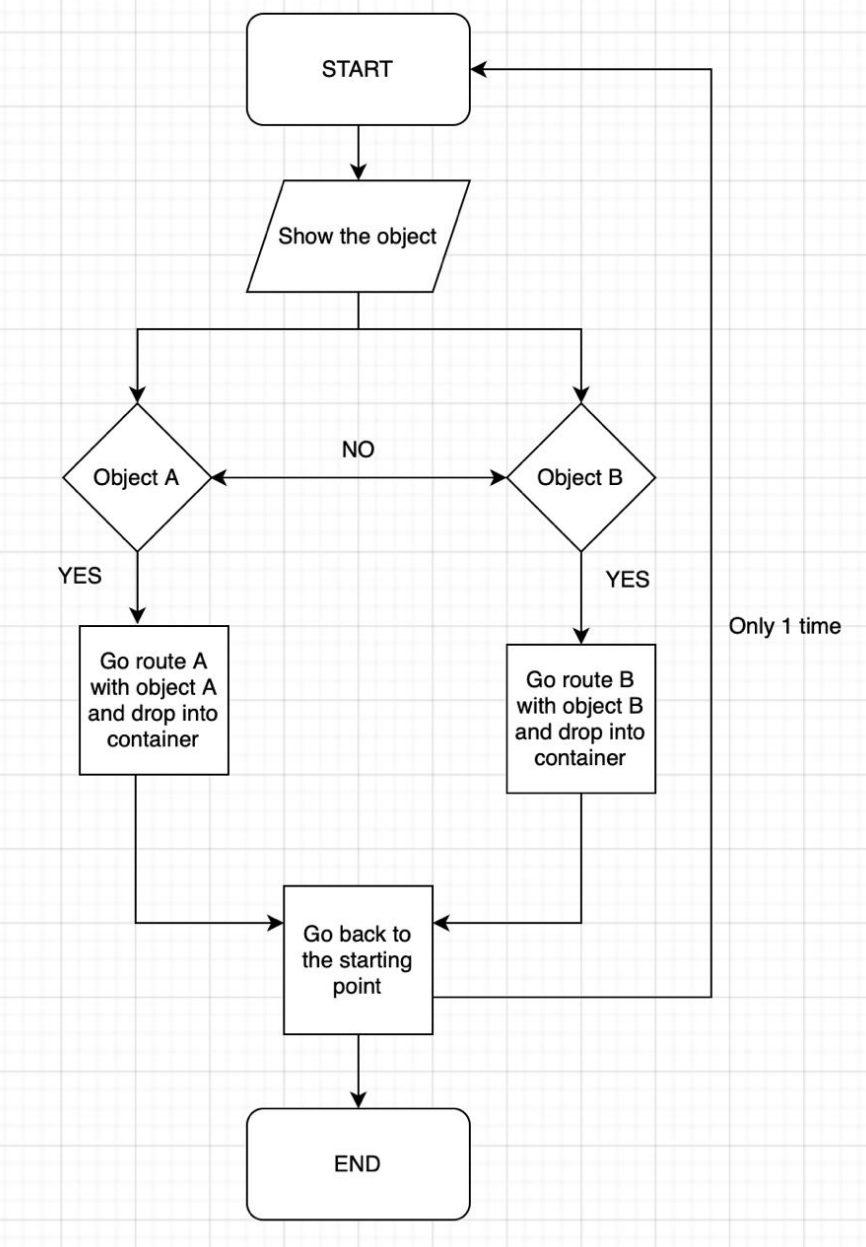 START
Show the object
Object A
NO
Object B
YES
YES
Only 1 time
Go route A
with object A
and drop into
container
Go route B
with object B
and drop into
container
Go back to
the starting
point
END